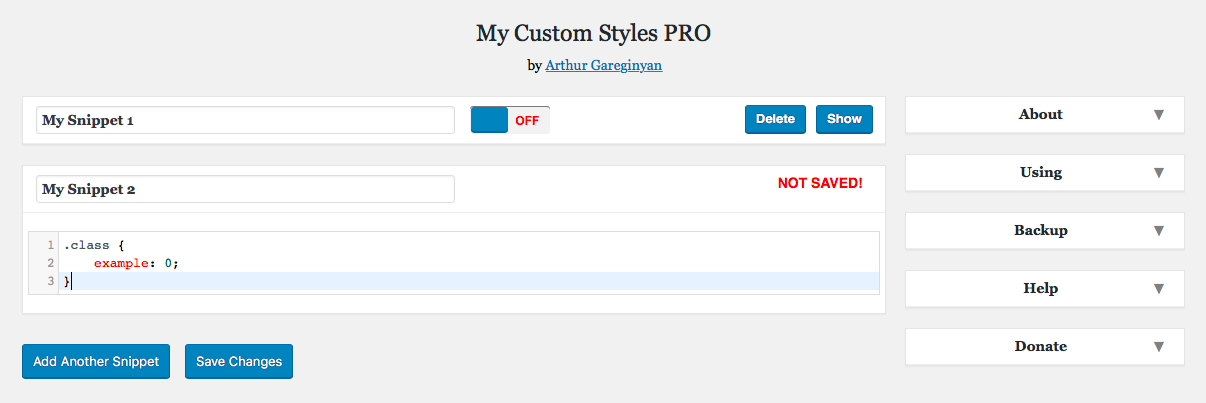 My Custom Styles PRO
by Arthur Gareginyan
My Snippet 1
OFF
Delete
Show
My Snippet 2
NOT SAVED!
1 .class {
2     example: 0;
3 }
Add Another Snippet
Save Changes
About
Using
Backup
Help
Donate